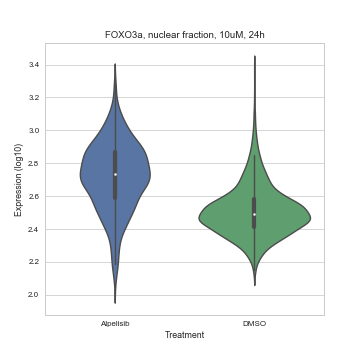 FOXO3a, nuclear fraction, 10uM, 24h
3.4
3.2
3.0
2.8
2.6
2.4
2.2
2.0
Expression (log10)
Alpelisib
DMSO
Treatment